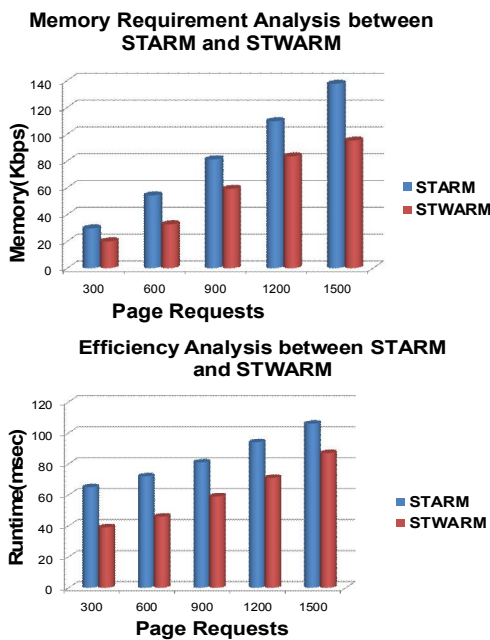 Memory Requirement Analysis between
STARM and STWARM
140
120
100
80
60
40
20
0
Memory(Kbps)
300 600 900 1200 1500
Page Requests
STARM
STWARM
Efficiency Analysis between STARM
and STWARM
120
100
80
60
40
20
0
Runtime(msec)
300 600 900 1200 1500
Page Requests
STARM
STWARM